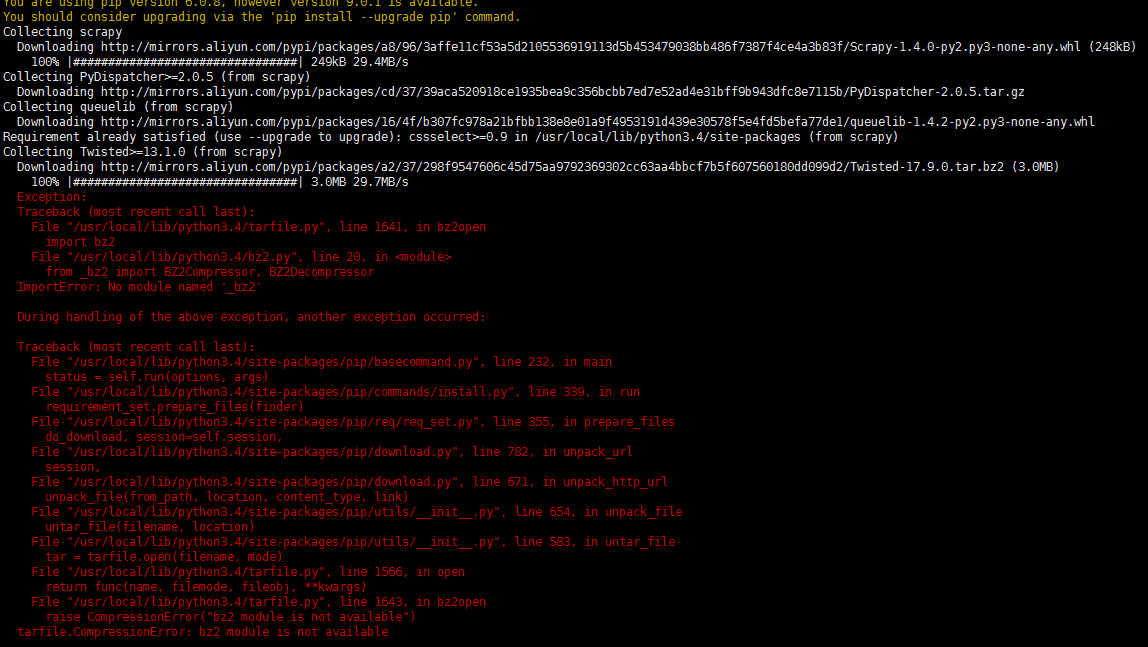 You are using pip version 6.0.8, however version 9.0.1 is available.
You should consider upgrading via the 'pip install --upgrade pip' command.
Collecting scrapy
Downloading http://mirrors.aliyun.com/pypi/packages/a8/96/3affe11cf53a5d2105536919113d5b453479038bb486f7387f4ce4a3b83f/Scrapy-1.4.0-py2.py3-none-any.whl (248kB)
100% |################################| 249kB 29.4MB/s
Collecting PyDispatcher>=2.0.5 (from scrapy)
Downloading http://mirrors.aliyun.com/pypi/packages/cd/37/39aca520918ce1935bea9c356bcbb7ed7e52ad4e31bff9b943dfc8e7115b/PyDispatcher-2.0.5.tar.gz
Collecting queuelib (from scrapy)
Downloading http://mirrors.aliyun.com/pypi/packages/16/4f/b307fc978a21bfbb138e8e01a9f4953191d439e30578f5e4fd5befa77de1/queuelib-1.4.2-py2.py3-none-any.whl
Requirement already satisfied (use --upgrade to upgrade): cssselect>=0.9 in /usr/local/lib/python3.4/site-packages (from scrapy)
Collecting Twisted>=13.1.0 (from scrapy)
Downloading http://mirrors.aliyun.com/pypi/packages/a2/37/298f9547606c45d75aa9792369302cc63aa4bbcf7b5f607560180dd099d2/Twisted-17.9.0.tar.bz2 (3.0MB)
100% |################################| 3.0MB 29.7MB/s
Exception:
Traceback (most recent call last):
File "/usr/local/lib/python3.4/tarfile.py", line 1641, in bz2open
import bz2
File "/usr/local/lib/python3.4/bz2.py", line 20, in <module>
from _bz2 import BZ2Compressor, BZ2Decompressor
ImportError: No module named '_bz2'
During handling of the above exception, another exception occurred:
Traceback (most recent call last):
File "/usr/local/lib/python3.4/site-packages/pip/basecommand.py", line 232, in main
status = self.run(options, args)
File "/usr/local/lib/python3.4/site-packages/pip/commands/install.py", line 339, in run
requirement_set.prepare_files(finder)
File "/usr/local/lib/python3.4/site-packages/pip/req/req_set.py", line 355, in prepare_files
do_download, session=self.session,
File "/usr/local/lib/python3.4/site-packages/pip/download.py", line 782, in unpack_url
session,
File "/usr/local/lib/python3.4/site-packages/pip/download.py", line 671, in unpack_http_url
unpack_file(from_path, location, content_type, link)
File "/usr/local/lib/python3.4/site-packages/pip/utils/__init__.py", line 654, in unpack_file
untar_file(filename, location)
File "/usr/local/lib/python3.4/site-packages/pip/utils/__init__.py", line 583, in untar_file
tar = tarfile.open(filename, mode)
File "/usr/local/lib/python3.4/tarfile.py", line 1566, in open
return func(name, filemode, fileobj, **kwargs)
File "/usr/local/lib/python3.4/tarfile.py", line 1643, in bz2open
raise CompressionError("bz2 module is not available")
tarfile.CompressionError: bz2 module is not available